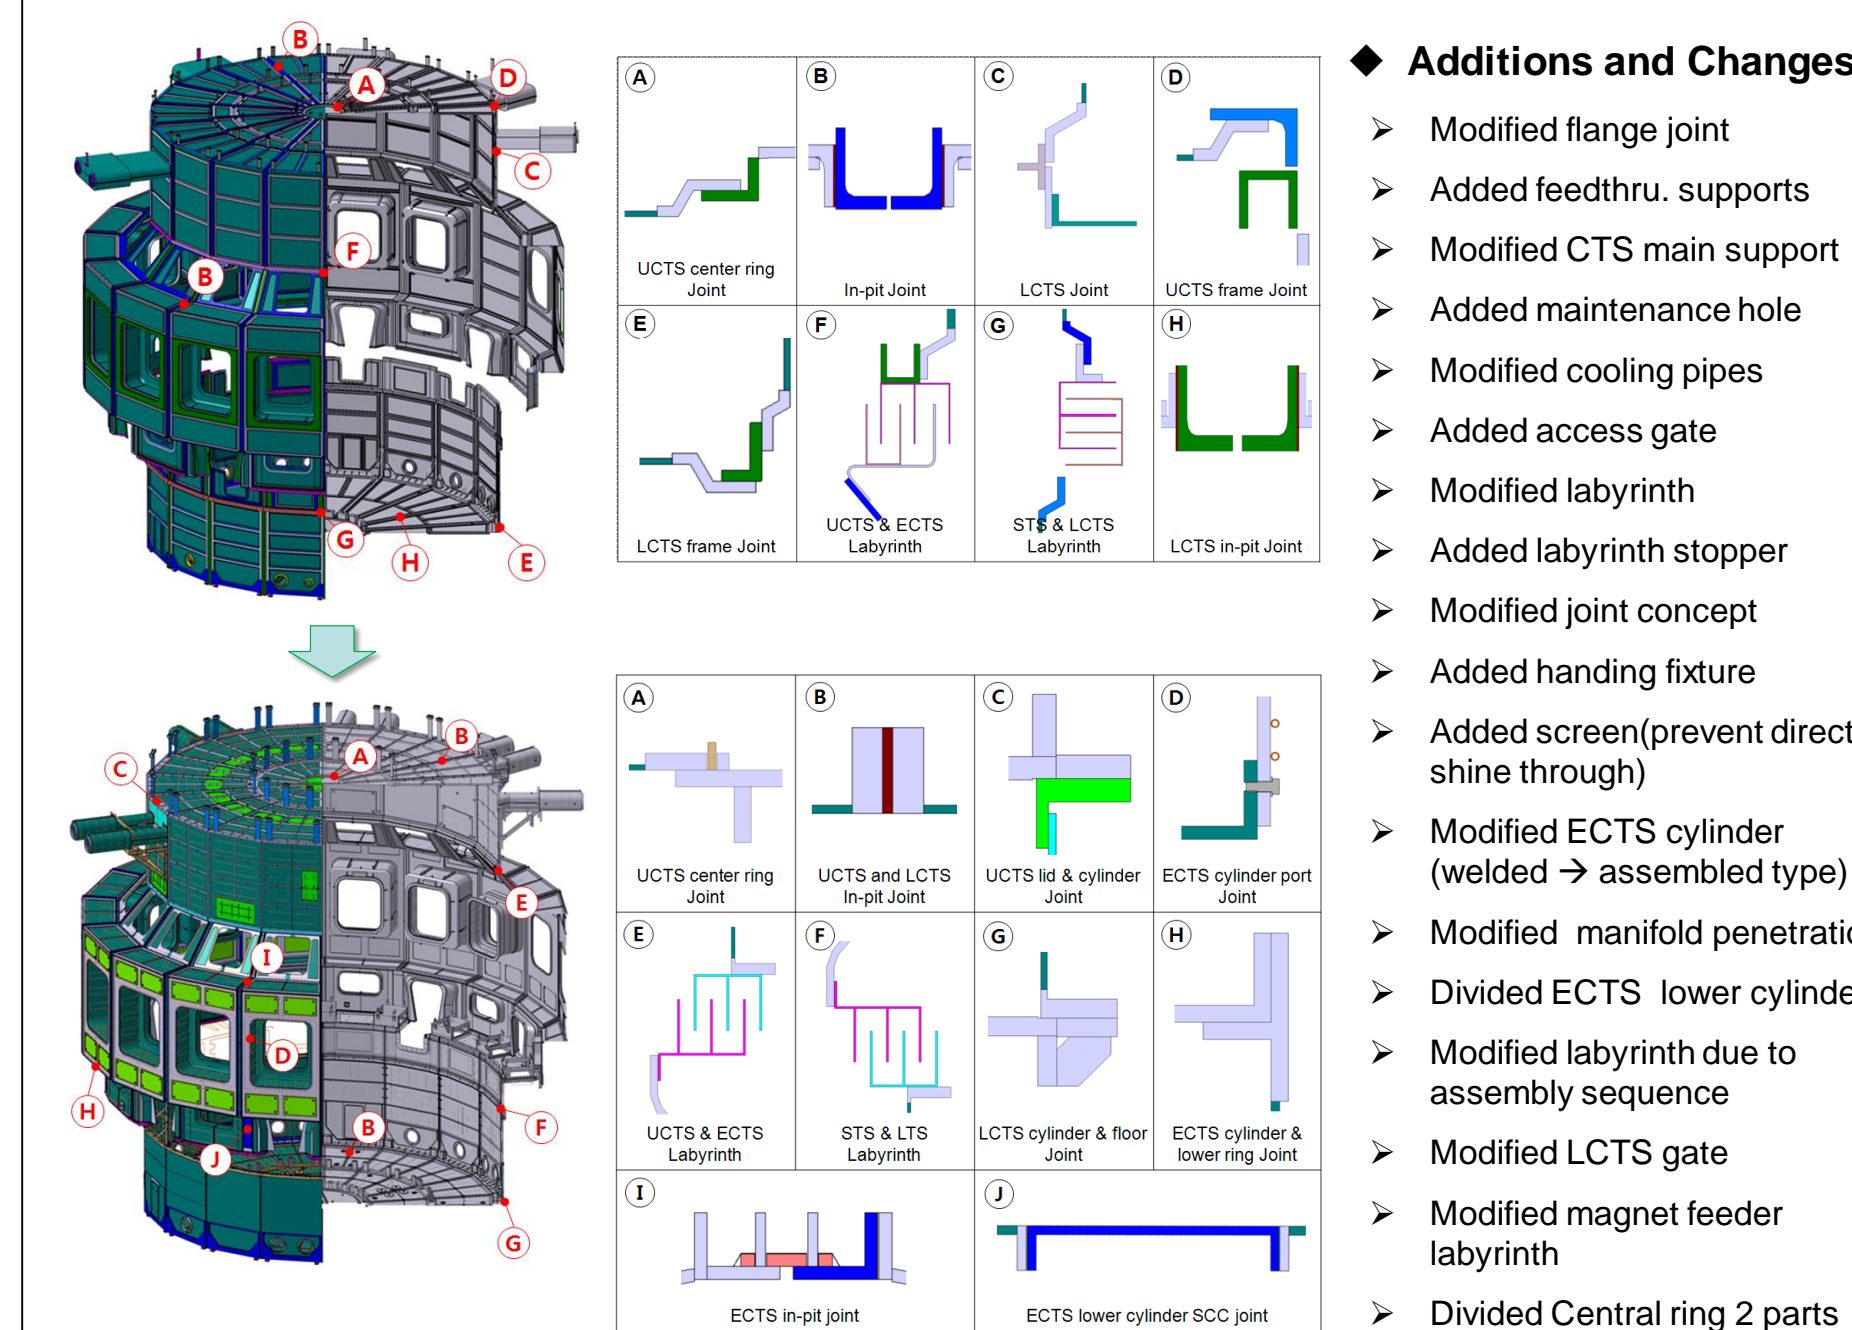 B
A
D
C
F
B
G
H
E
A
UCTS center ring
Joint
B
In-pit Joint
C
LCTS Joint
D
UCTS frame Joint
E
LCTS frame Joint
F
UCTS & ECTS
Labyrinth
G
STS & LCTS
Labyrinth
H
LCTS in-pit Joint
B
A
C
E
I
D
H
F
B
J
G
A
UCTS center ring
Joint
B
UCTS and LCTS
In-pit Joint
C
UCTS lid & cylinder
Joint
D
ECTS cylinder port
Joint
E
UCTS & ECTS
Labyrinth
F
STS & LTS
Labyrinth
G
LCTS cylinder & floor
Joint
H
ECTS cylinder &
lower ring Joint
I
ECTS in-pit joint
J
ECTS lower cylinder SCC joint
◆ Additions and Changes
➢ Modified flange joint
➢ Added feedthru. supports
➢ Modified CTS main support
➢ Added maintenance hole
➢ Modified cooling pipes
➢ Added access gate
➢ Modified labyrinth
➢ Added labyrinth stopper
➢ Modified joint concept
➢ Added handing fixture
➢ Added screen(prevent direct
shine through)
➢ Modified ECTS cylinder
(welded → assembled type)
➢ Modified manifold penetratio
➢ Divided ECTS lower cylinde
➢ Modified labyrinth due to
assembly sequence
➢ Modified LCTS gate
➢ Modified magnet feeder
labyrinth
➢ Divided Central ring 2 parts